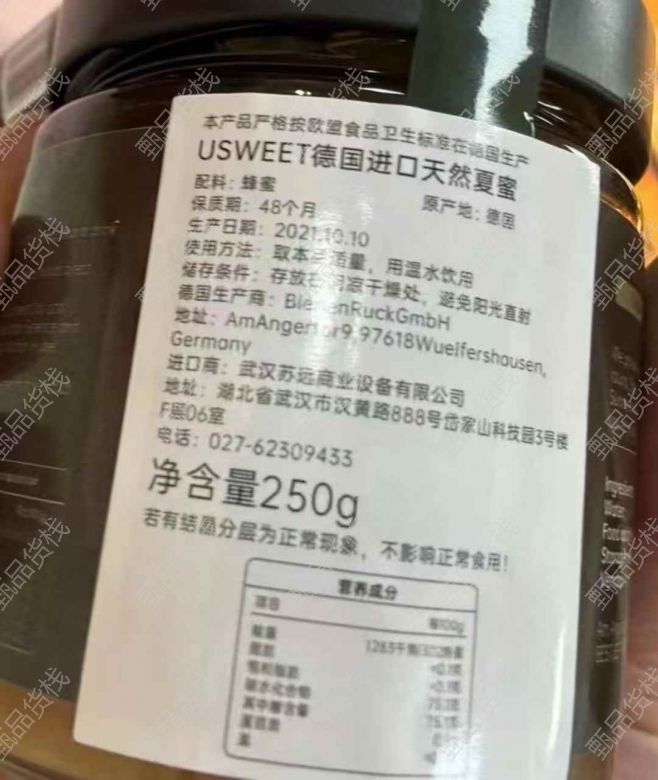 本产品严格按欧盟食品卫生标准在德国生产
USWEET德国进口天然夏蜜
配料：蜂蜜 原产地：德国
保质期：48个月
生产日期：2021.10.10
使用方法：取本品适量，用温水饮用
储存条件：存放在阴凉干燥处，避免阳光直射
德国生产商：BienenRuckGmbH
地址：AmAngertor9,97618Wuelfershausen,
Germany
进口商：武汉苏远商业设备有限公司
地址：湖北省武汉市汉黄路888号岱家山科技园3号楼
F层06室
电话：027-62309433
净含量250g
若有结晶分层为正常现象，不影响正常食用！
营养成分
项目 每100g
能量
脂肪
饱和脂肪
碳水化合物
其中糖含量
蛋白质
盐
甄品货栈